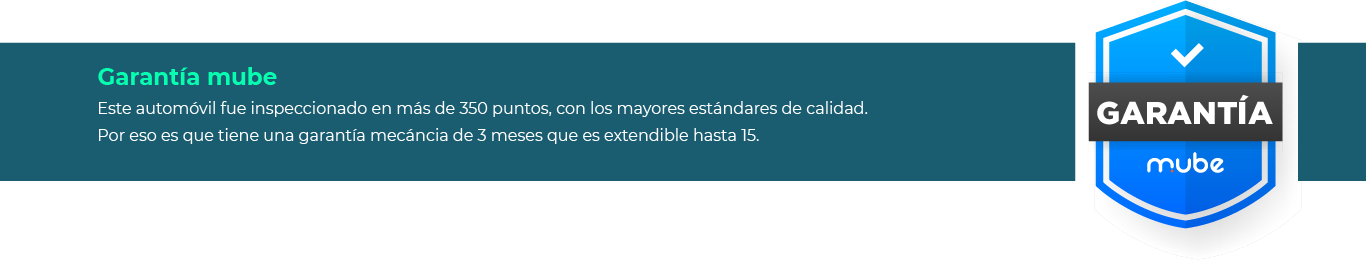 Garantía mube
Este automóvil fue inspeccionado en más de 350 puntos, con los mayores estándares de calidad.
Por eso es que tiene una garantía mecáncia de 3 meses que es extendible hasta 15.
GARANTÍA
mube